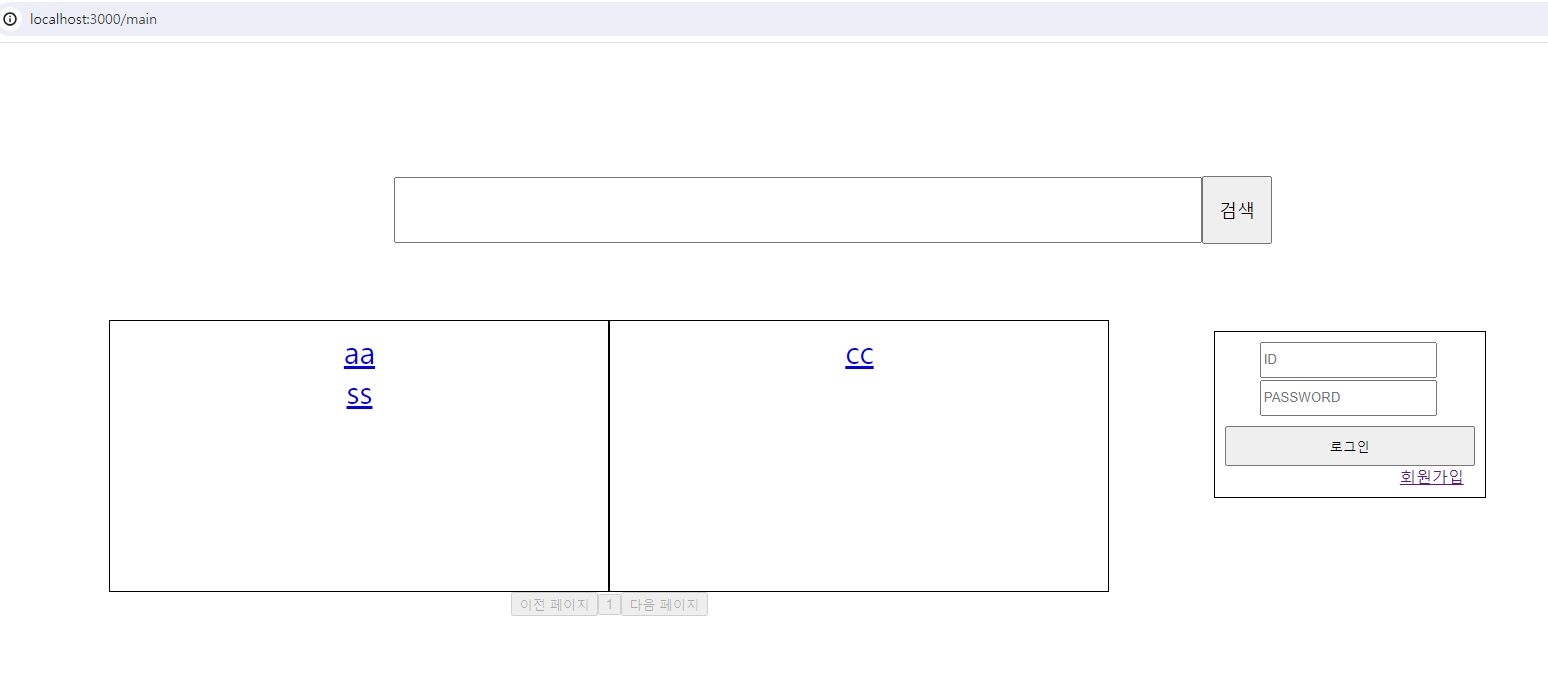 localhost:3000/main
검색
aa
ss
cc
ID
PASSWORD
로그인
회원가입
이전 페이지 1 다음 페이지